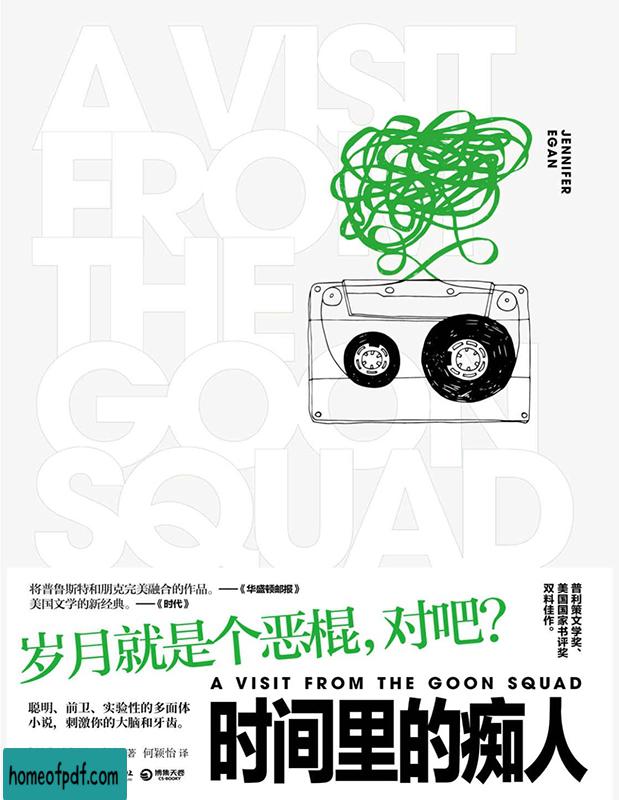 A VISIT
FROM
THE
GOON
SQUAD
JENNIFER
EGAN
将普鲁斯特和朋克完美融合的作品。——《华盛顿邮报》
美国文学的新经典。——《时代》
普利策文学奖、
美国国家书评奖
双料佳作。
岁月就是个恶棍，对吧？
A VISIT FROM THE GOON SQUAD
聪明、前卫、实验性的多面体
小说，刺激你的大脑和牙齿。
时间里的痴人
著 何颖怡 译
博集天卷
CS-BOOKY
homeofpdf.com